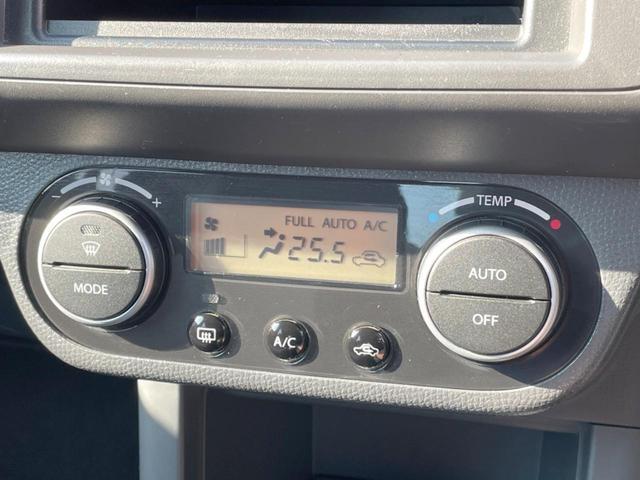 - +
TEMP
FULL AUTO A/C
25.5
MODE
AUTO
OFF
A/C